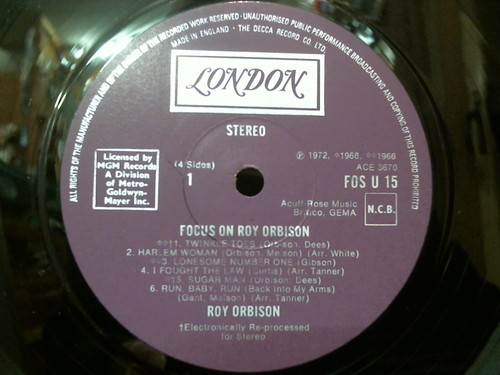 ALL RIGHTS OF THE MANUFACTURER AND OF THE OWNER OF THE RECORDED WORK RESERVED · UNAUTHORISED PUBLIC PERFORMANCE BROADCASTING AND COPYING OF THIS RECORD PROHIBITED
MADE IN ENGLAND · THE DECCA RECORD CO LTD.
LONDON
STEREO
Licensed by
MGM Records
A Division
of Metro-
Goldwyn-
Mayer Inc.
(4 Sides)
1
℗ 1972, °1968, °°1966
ACE 3670
FOS U 15
Acuff-Rose Music
Britico, GEMA
N.C.B.
FOCUS ON ROY ORBISON
°°†1. TWINKLE TOES (Orbison, Dees)
2. HARLEM WOMAN (Orbison, Melson) (Arr. White)
3. LONESOME NUMBER ONE (Gibson)
4. I FOUGHT THE LAW (Curtis) (Arr. Tanner)
5. SUGAR MAN (Orbison, Dees)
6. RUN, BABY, RUN (Back Into My Arms)
(Gant, Melson) (Arr. Tanner)
ROY ORBISON
†Electronically Re-processed
for Stereo